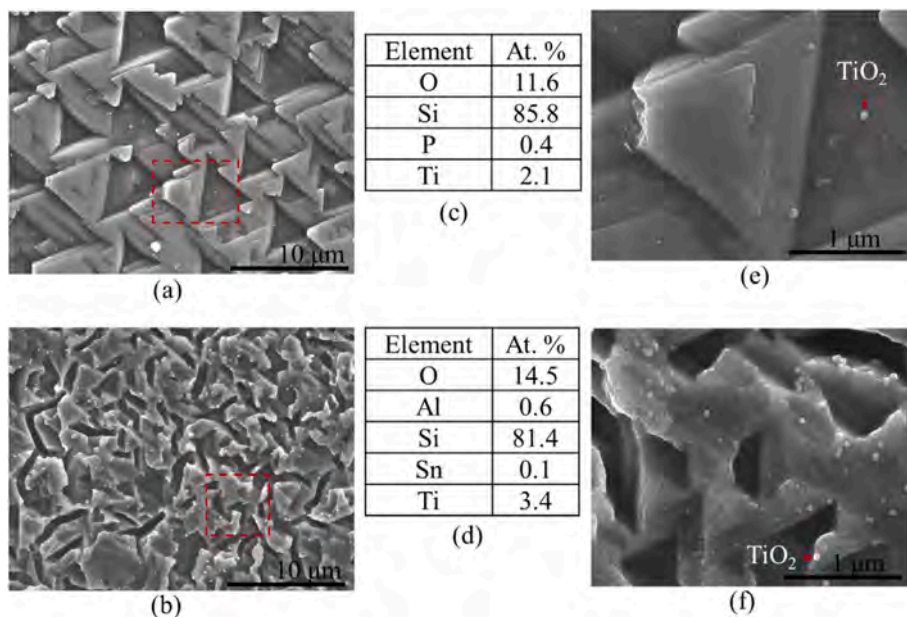 10 μm
(a)
Element At. %
O 11.6
Si 85.8
P 0.4
Ti 2.1
(c)
TiO₂
1 μm
(e)
10 μm
(b)
Element At. %
O 14.5
Al 0.6
Si 81.4
Sn 0.1
Ti 3.4
(d)
TiO₂
1 μm
(f)